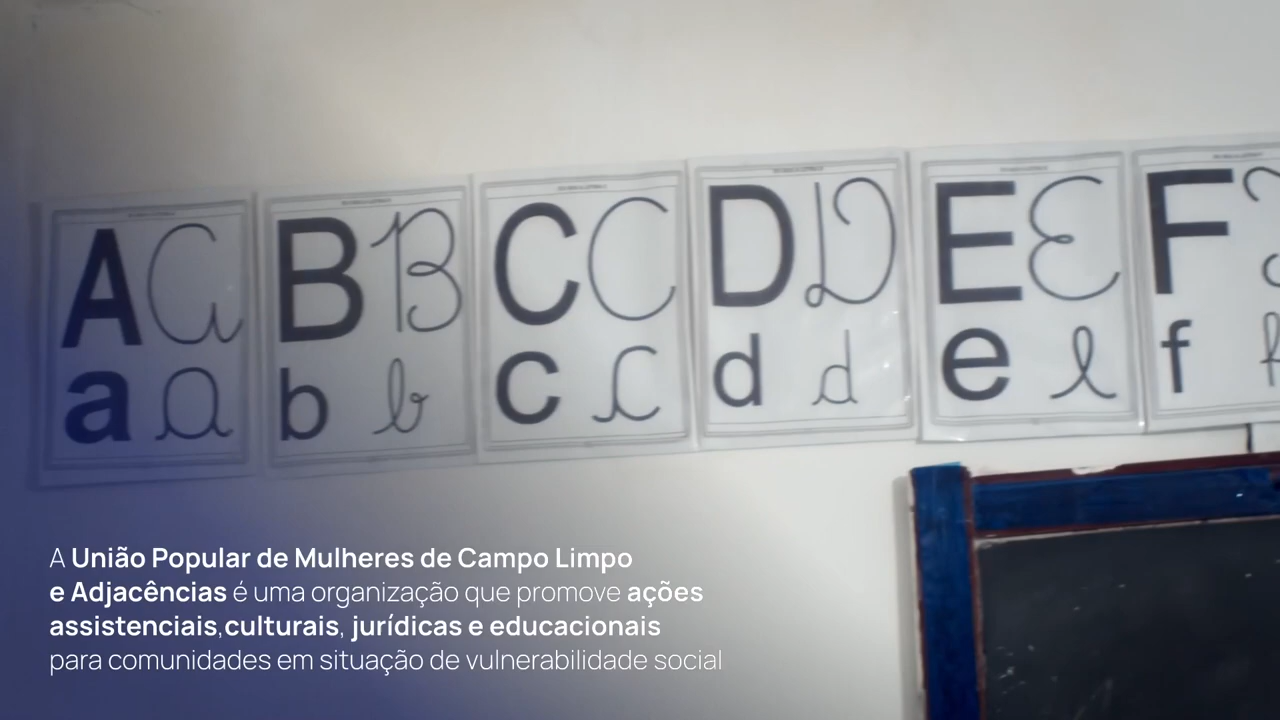 A A B B C C D D E E F
a a b b c c d d e e f f
A União Popular de Mulheres de Campo Limpo
e Adjacências é uma organização que promove ações
assistenciais,culturais, jurídicas e educacionais
para comunidades em situação de vulnerabilidade social